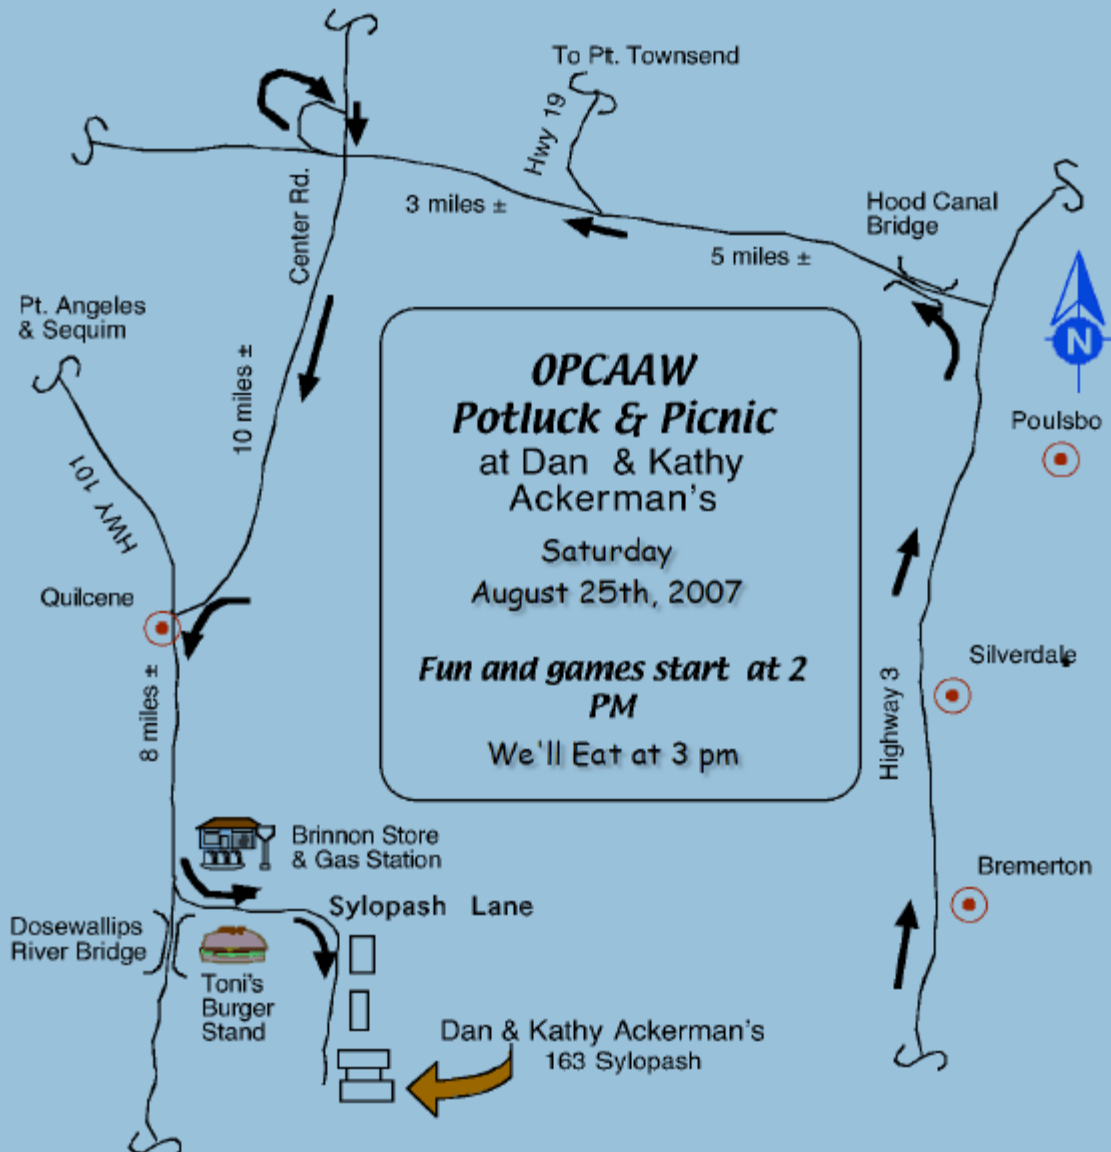 To Pt. Townsend
Hwy 19
Center Rd.
3 miles ±
Hood Canal
Bridge
5 miles ±
Pt. Angeles
& Sequim
10 miles ±
HWY 101
N
Poulsbo
OPCAAW
Potluck & Picnic
at Dan & Kathy
Ackerman's
Saturday
August 25th, 2007
Fun and games start at 2
PM
We'll Eat at 3 pm
Quilcene
8 miles ±
Silverdale
Highway 3
Brinnon Store
& Gas Station
Bremerton
Sylopash Lane
Dosewallips
River Bridge
Toni's
Burger
Stand
Dan & Kathy Ackerman's
163 Sylopash